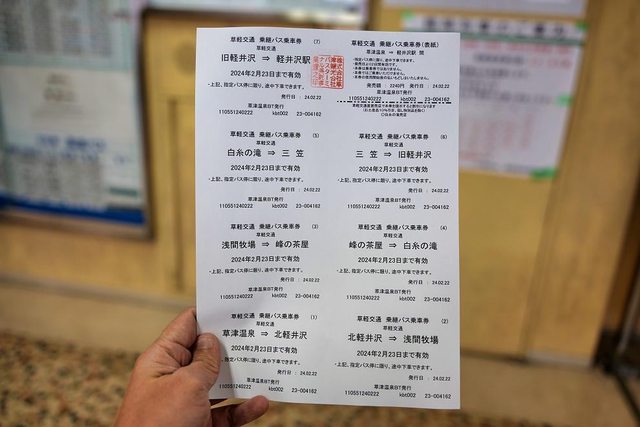 草軽交通 乗継バス乗車券 (7)
草軽交通
旧軽井沢 ⇒ 軽井沢駅
2024年2月23日まで有効
・上記、指定バス停に限り、途中下車できます。
発行日 : 24.02.22
草津温泉BT発行
110551240222 kbt002 23-004162
草軽交通 乗継バス乗車券(表紙)
草津温泉 ⇒ 軽井沢駅 間
・指定バス停に限り、途中下車できます。
発売額 : 2240円 発行日 : 24.02.22
草津温泉BT発行
110551240222 kbt002 23-004162
草軽交通 乗継バス乗車券 (5)
草軽交通
白糸の滝 ⇒ 三 笠
2024年2月23日まで有効
・上記、指定バス停に限り、途中下車できます。
発行日 : 24.02.22
草津温泉BT発行
110551240222 kbt002 23-004162
草軽交通 乗継バス乗車券 (6)
草軽交通
三 笠 ⇒ 旧軽井沢
2024年2月23日まで有効
・上記、指定バス停に限り、途中下車できます。
発行日 : 24.02.22
草津温泉BT発行
110551240222 kbt002 23-004162
草軽交通 乗継バス乗車券 (3)
草軽交通
浅間牧場 ⇒ 峰の茶屋
2024年2月23日まで有効
・上記、指定バス停に限り、途中下車できます。
発行日 : 24.02.22
草津温泉BT発行
110551240222 kbt002 23-004162
草軽交通 乗継バス乗車券 (4)
草軽交通
峰の茶屋 ⇒ 白糸の滝
2024年2月23日まで有効
・上記、指定バス停に限り、途中下車できます。
発行日 : 24.02.22
草津温泉BT発行
110551240222 kbt002 23-004162
草軽交通 乗継バス乗車券 (1)
草軽交通
草津温泉 ⇒ 北軽井沢
2024年2月23日まで有効
指定バス停に限り、途中下車できます。
発行日 : 24.02.22
草津温泉BT発行
110551240222 kbt002 23-004162
草軽交通 乗継バス乗車券 (2)
草軽交通
北軽井沢 ⇒ 浅間牧場
2024年2月23日まで有効
・上記、指定バス停に限り、途中下車できます。
発行日 : 24.02.22
草津温泉BT発行
110551240222 kbt002 23-004162